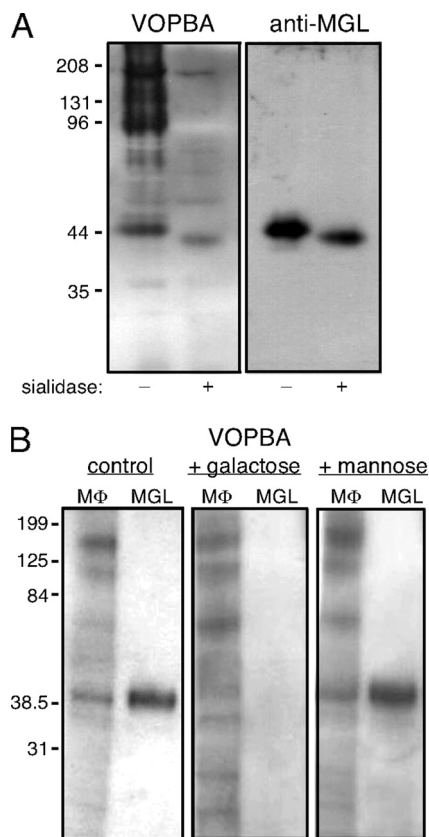 A
VOPBA anti-MGL
208
131
96
44
35
sialidase: – + – +
B
VOPBA
control + galactose + mannose
MΦ MGL MΦ MGL MΦ MGL
199
125
84
38.5
31